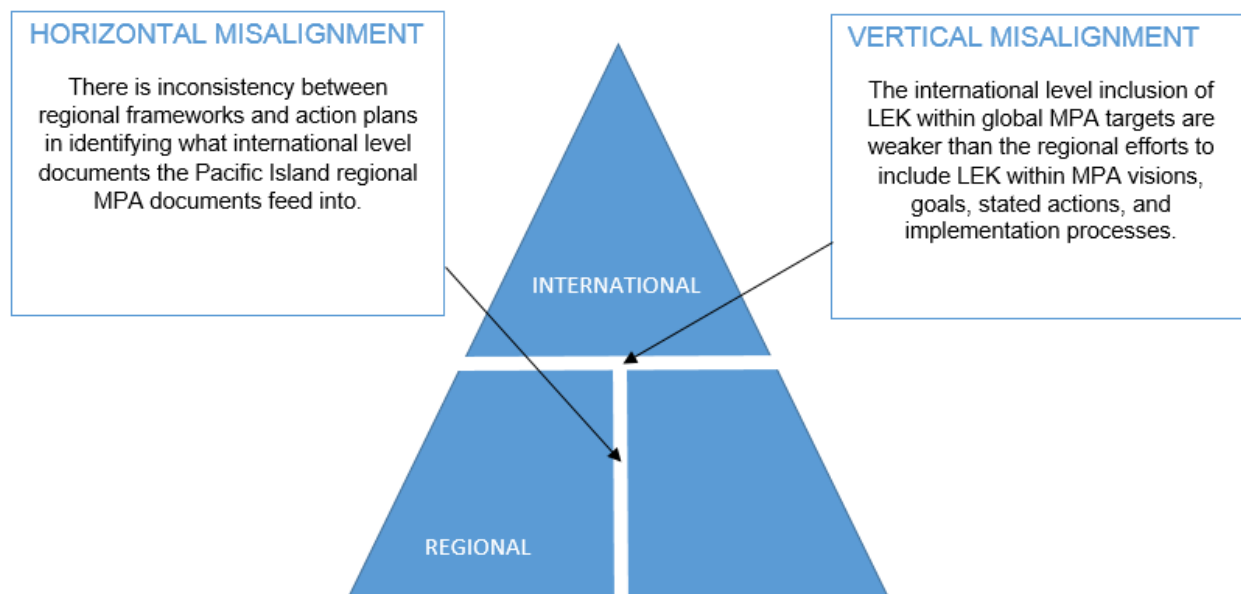 HORIZONTAL MISALIGNMENT
There is inconsistency between
regional frameworks and action plans
in identifying what international level
documents the Pacific Island regional
MPA documents feed into.
VERTICAL MISALIGNMENT
The international level inclusion of
LEK within global MPA targets are
weaker than the regional efforts to
include LEK within MPA visions,
goals, stated actions, and
implementation processes.
INTERNATIONAL
REGIONAL